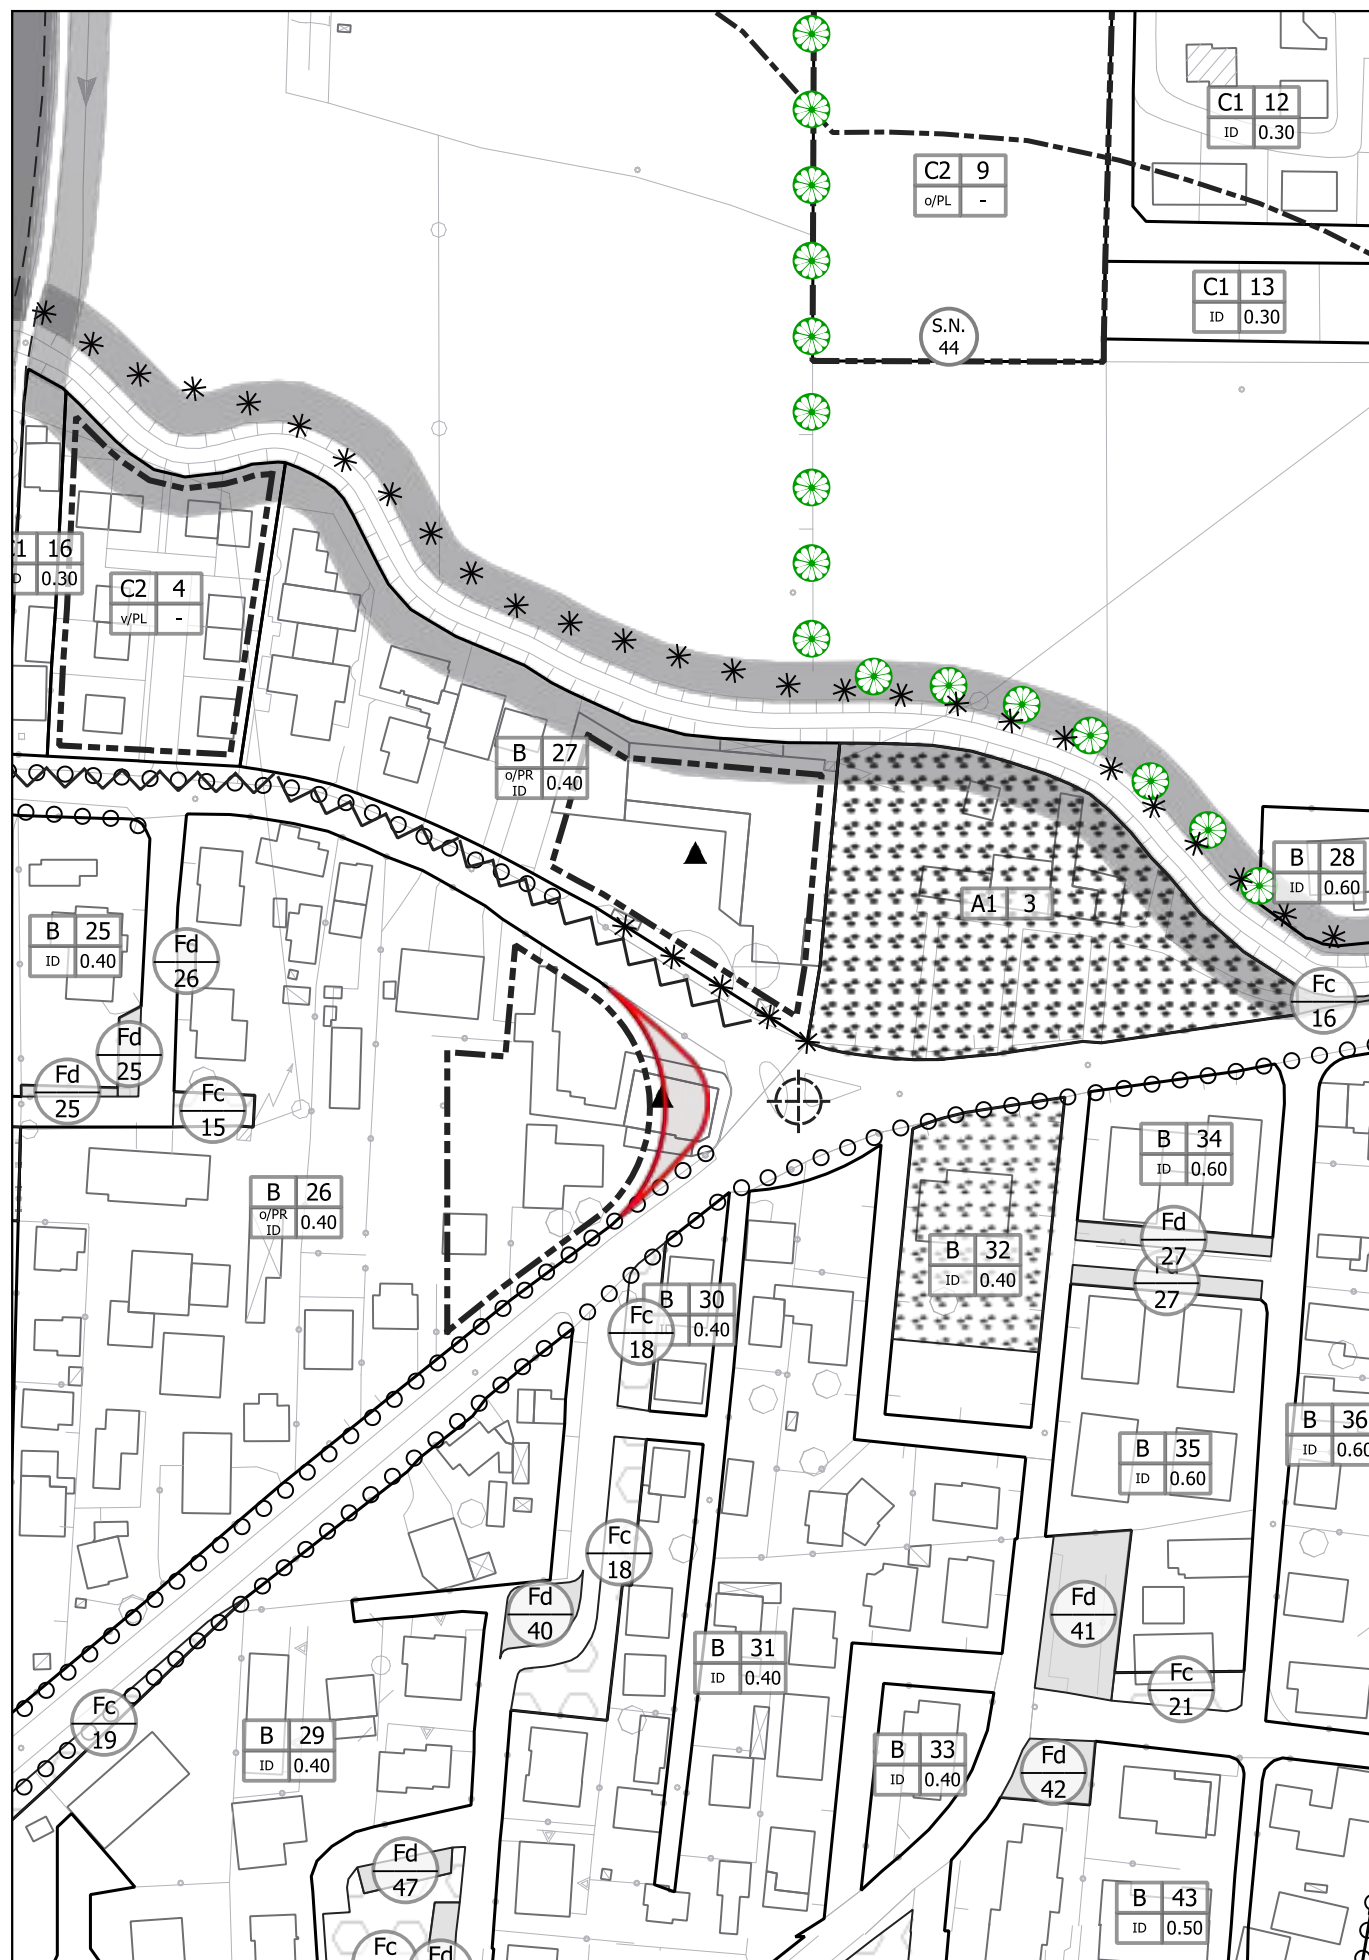 C1 12
ID 0.30
C2 9
o/PL -
C1 13
ID 0.30
S.N.
44
1 16
D 0.30
C2 4
v/PL -
B 27
o/PR
ID 0.40
B 28
ID 0.60
A1 3
B 25
ID 0.40
Fd
26
Fc
16
Fd
25
Fd
25
Fc
15
B 34
ID 0.60
B 26
o/PR
ID 0.40
Fd
27
27
B 32
ID 0.40
B 30
0.40
Fc
18
B 36
ID 0.60
B 35
ID 0.60
Fc
18
Fd
40
Fd
41
B 31
ID 0.40
Fc
21
Fc
19
B 29
ID 0.40
B 33
ID 0.40
Fd
42
Fd
47
B 43
ID 0.50
Fc
Fd